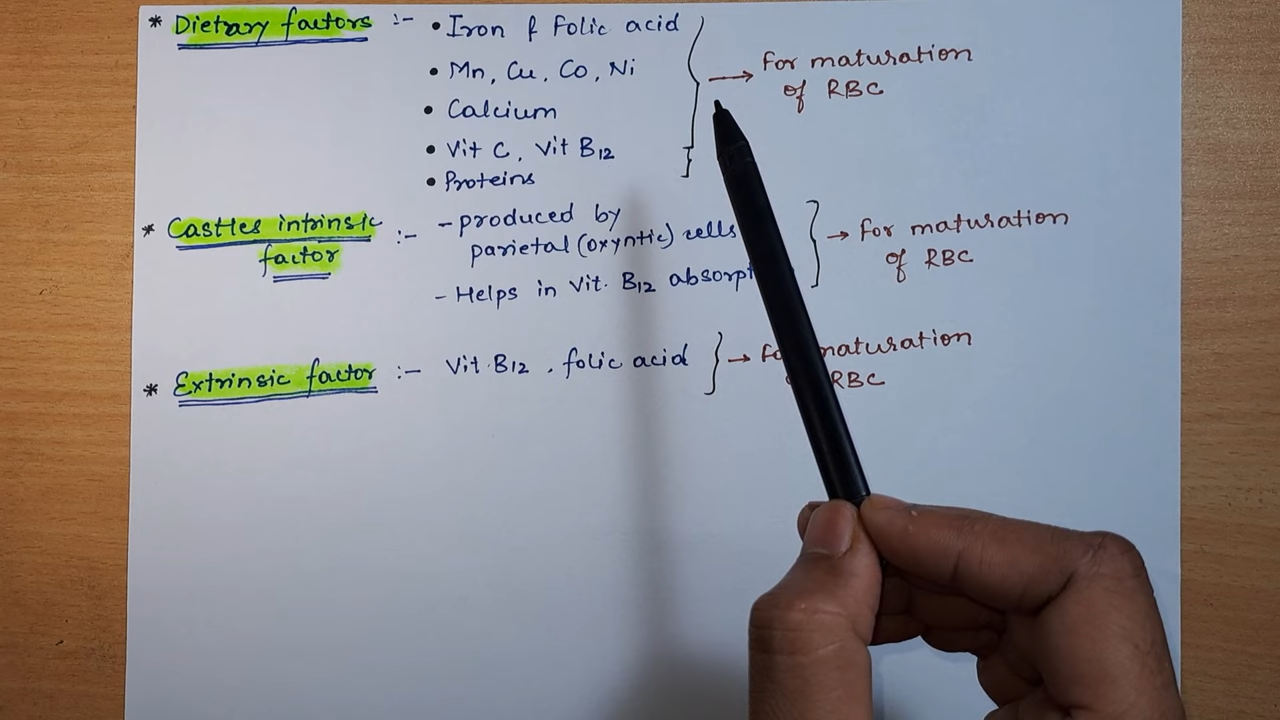 * Dietary factors :- • Iron & Folic acid
• Mn, Cu, Co, Ni → For maturation of RBC
• Calcium
• Vit C, Vit B12
• Proteins
* Castles intrinsic factor :- - produced by parietal (oxyntic) cells → For maturation of RBC
- Helps in Vit. B12
* Extrinsic factor :- Vit B12, folic acid → maturation RBC